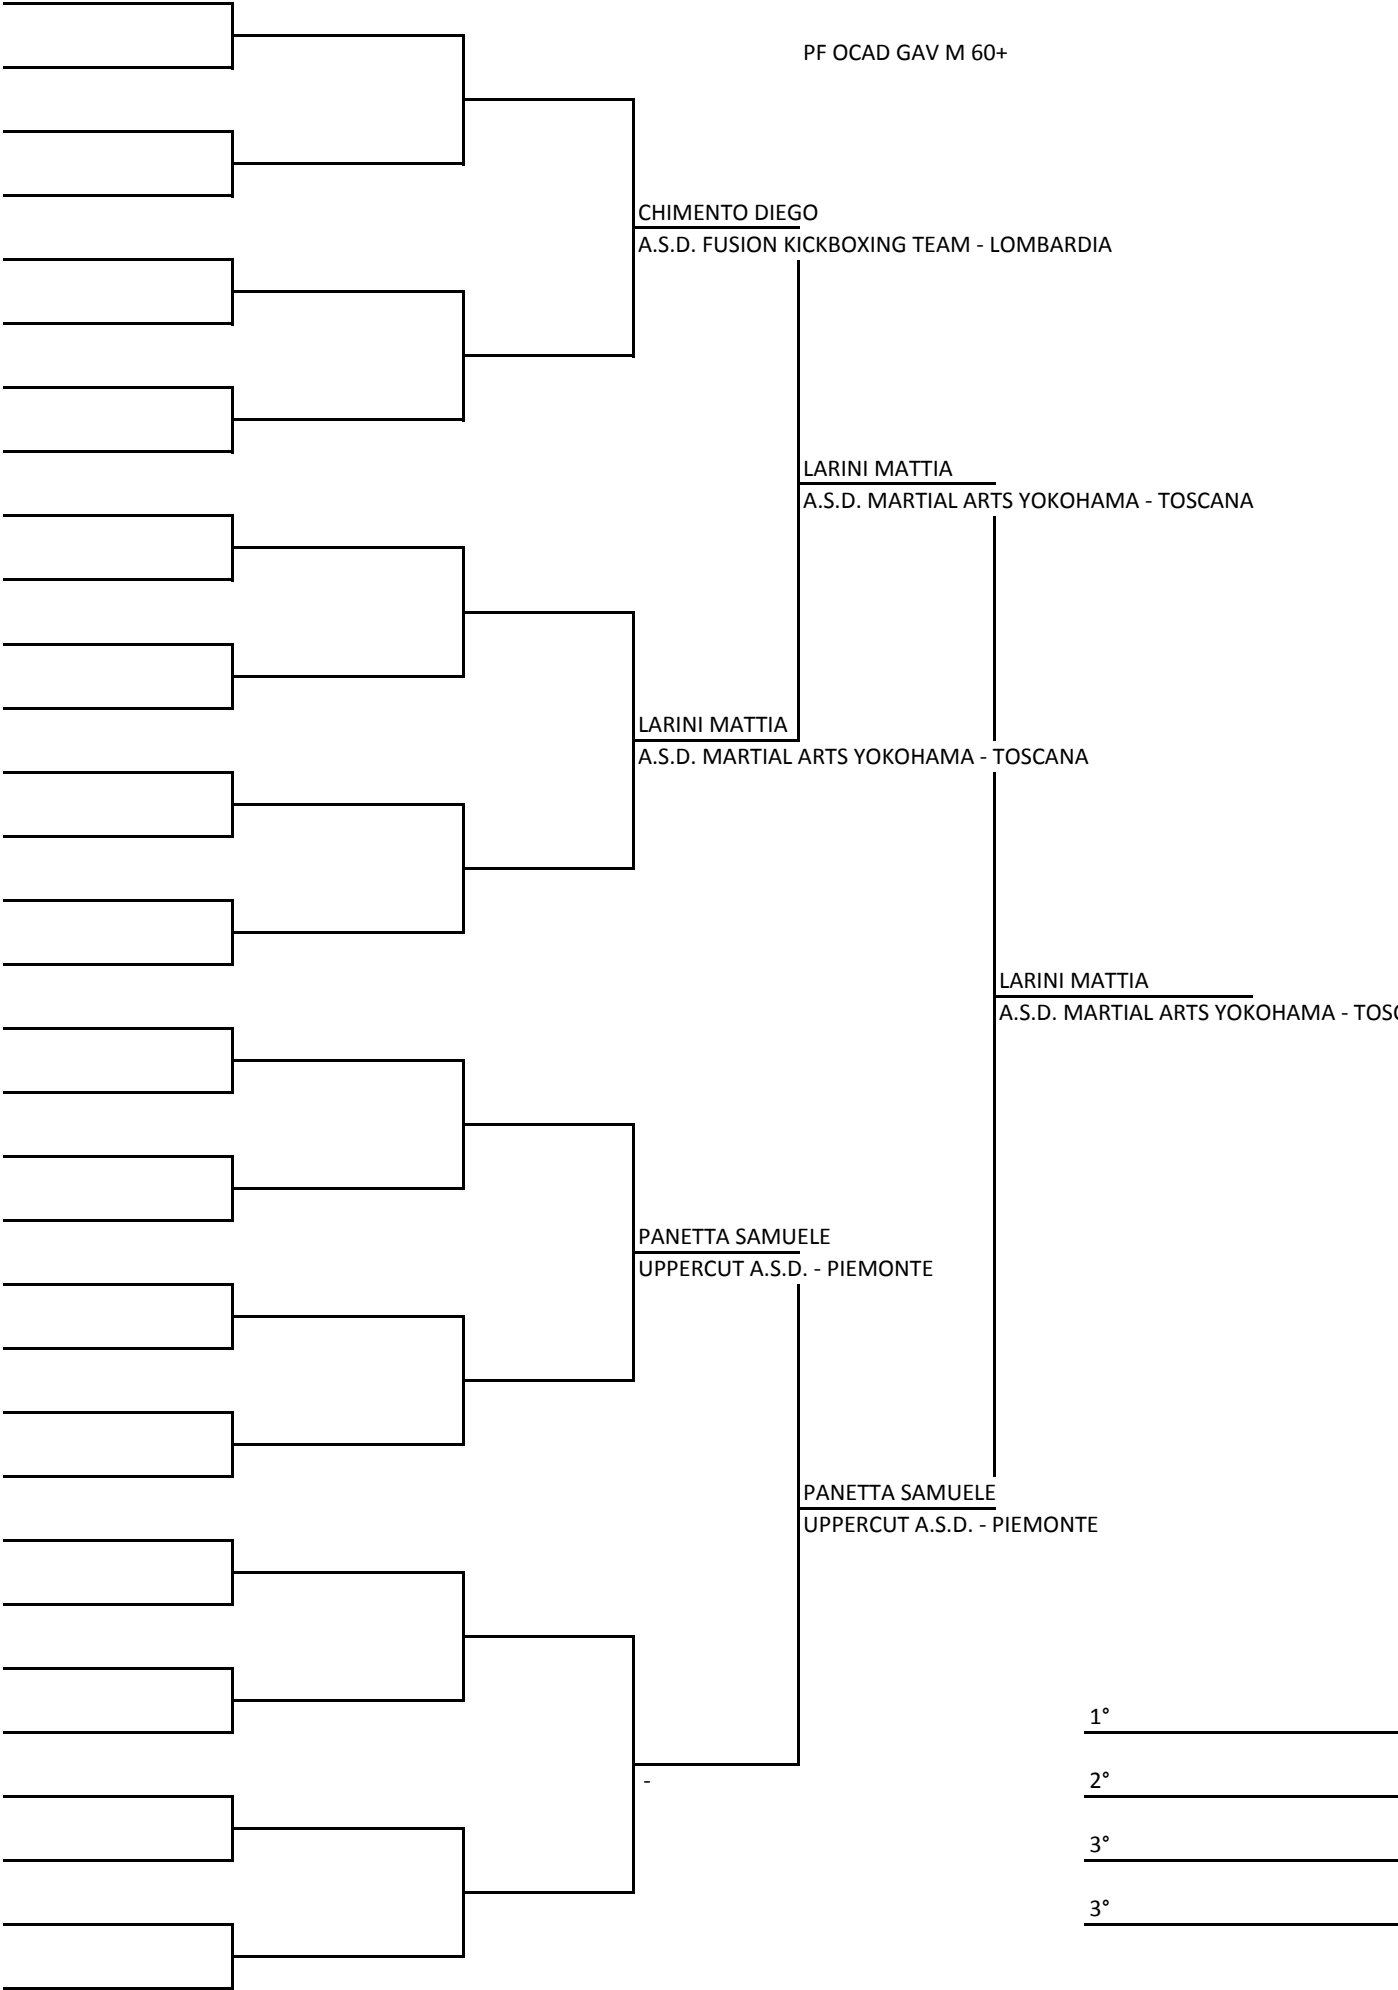 PF OCAD GAV M 60+
CHIMENTO DIEGO
A.S.D. FUSION KICKBOXING TEAM - LOMBARDIA
LARINI MATTIA
A.S.D. MARTIAL ARTS YOKOHAMA - TOSCANA
LARINI MATTIA
A.S.D. MARTIAL ARTS YOKOHAMA - TOSCANA
LARINI MATTIA
A.S.D. MARTIAL ARTS YOKOHAMA - TOSC
PANETTA SAMUELE
UPPERCUT A.S.D. - PIEMONTE
PANETTA SAMUELE
UPPERCUT A.S.D. - PIEMONTE
1°
-
2°
3°
3°